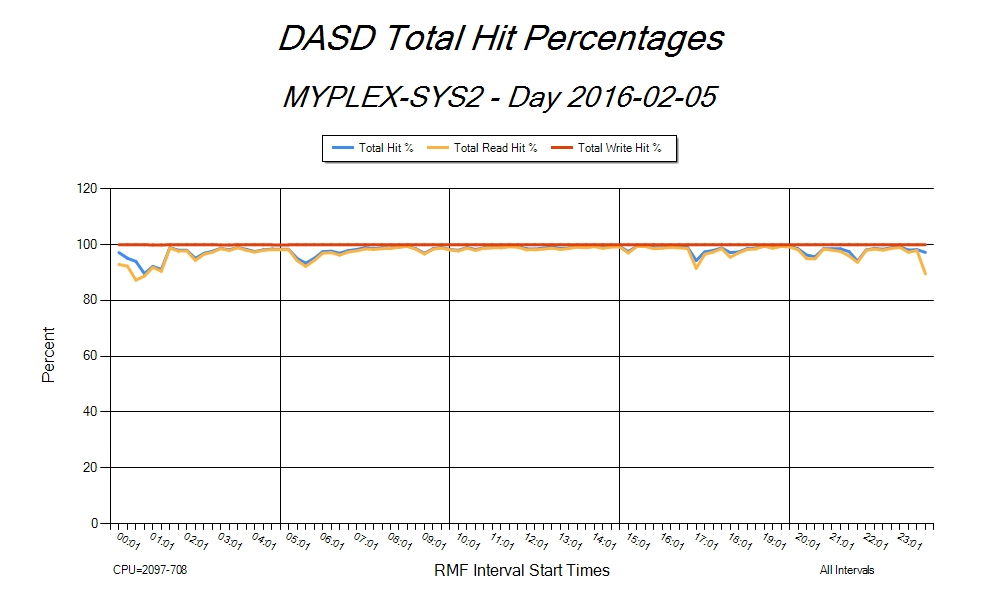 DASD Total Hit Percentages
MYPLEX-SYS2 - Day 2016-02-05
Total Hit % Total Read Hit % Total Write Hit %
120
100
80
60
40
20
0
Percent
00:01 01:01 02:01 03:01 04:01 05:01 06:01 07:01 08:01 09:01 10:01 11:01 12:01 13:01 14:01 15:01 16:01 17:01 18:01 19:01 20:01 21:01 22:01 23:01
CPU=2097-708 RMF Interval Start Times All Intervals